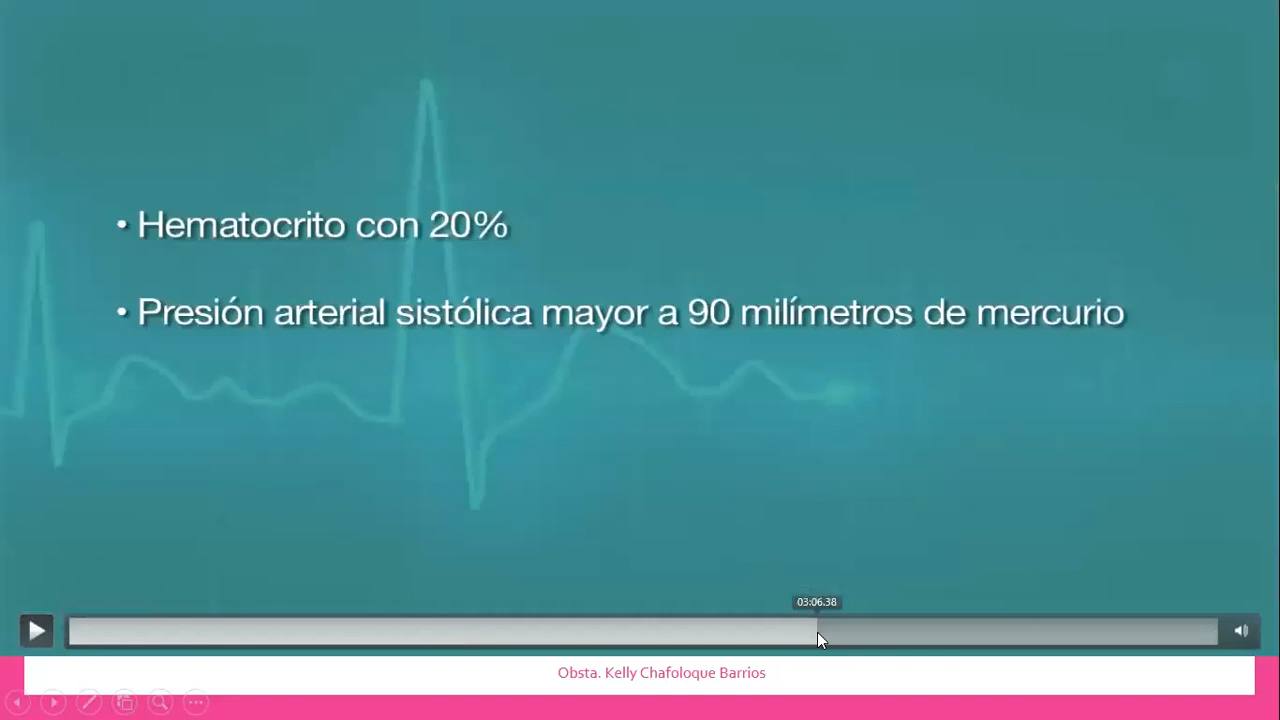 • Hematocrito con 20%
• Presión arterial sistólica mayor a 90 milímetros de mercurio
03:06.38
Obsta. Kelly Chafoloque Barrios